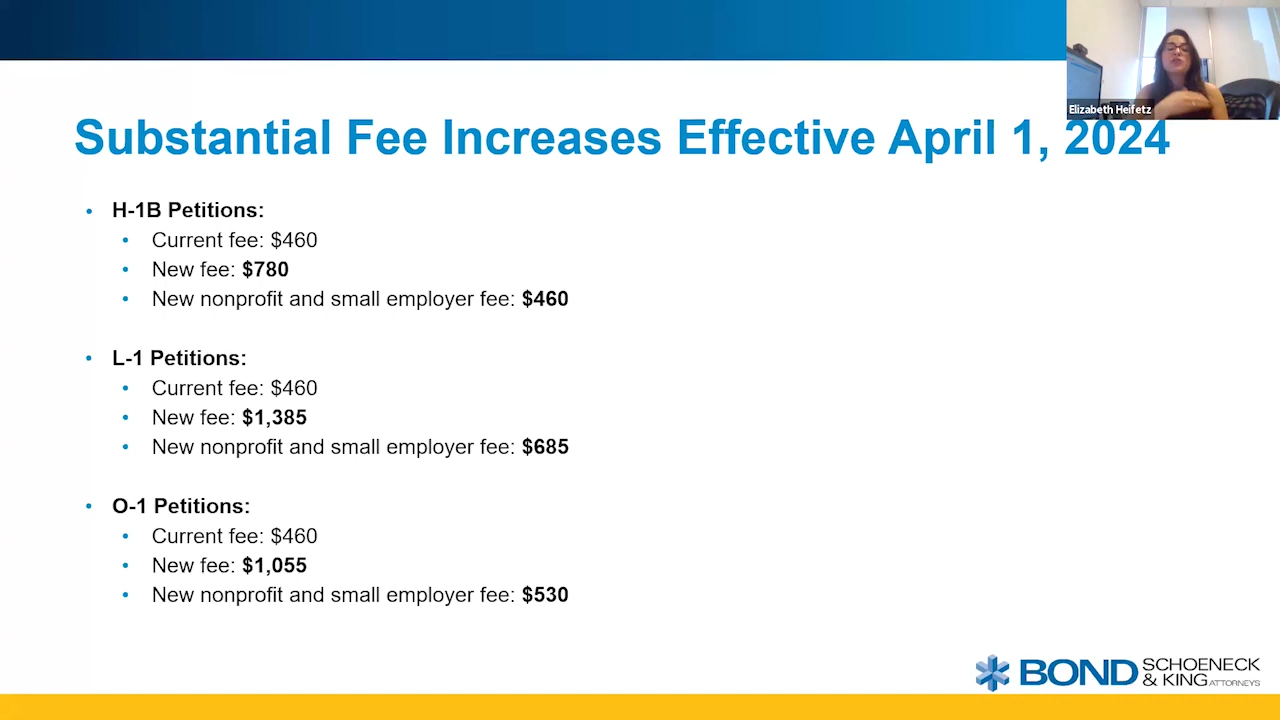 Elizabeth Heifetz
Substantial Fee Increases Effective April 1, 2024
• H-1B Petitions:
• Current fee: $460
• New fee: $780
• New nonprofit and small employer fee: $460
• L-1 Petitions:
• Current fee: $460
• New fee: $1,385
• New nonprofit and small employer fee: $685
• O-1 Petitions:
• Current fee: $460
• New fee: $1,055
• New nonprofit and small employer fee: $530
BOND SCHOENECK
& KING ATTORNEYS